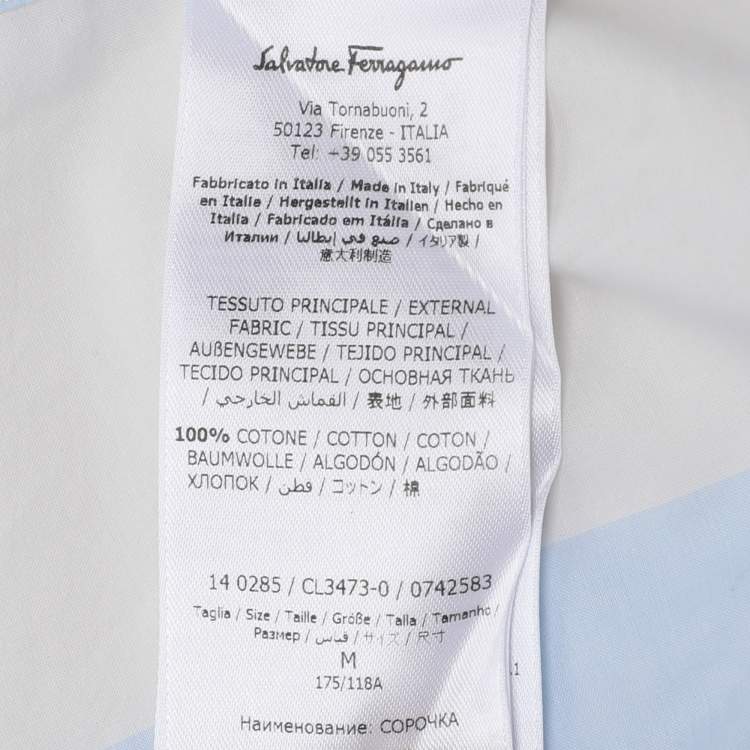 Salvatore Ferragamo
Via Tornabuoni, 2
50123 Firenze - ITALIA
Tel: +39 055 3561
Fabbricato in Italia / Made in Italy / Fabriqué
en Italie / Hergestellt in Italien / Hecho en
Italia / Fabricado em Itália / Сделано в
Италии / صنع في إيطاليا / イタリア製 /
意大利制造
TESSUTO PRINCIPALE / EXTERNAL
FABRIC / TISSU PRINCIPAL /
AUßENGEWEBE / TEJIDO PRINCIPAL /
TECIDO PRINCIPAL / ОСНОВНАЯ ТКАНЬ
/ القماش الخارجي / 表地 / 外部面料
100% COTONE / COTTON / COTON /
BAUMWOLLE / ALGODÓN / ALGODÃO /
ХЛОПОК / قطن / コットン / 棉
14 0285 / CL3473-0 / 0742583
Taglia / Size / Taille / Größe / Talla / Tamanho /
Размер / قياس / サイズ / 尺寸
M
175/118A
.1
Наименование: СОРОЧКА